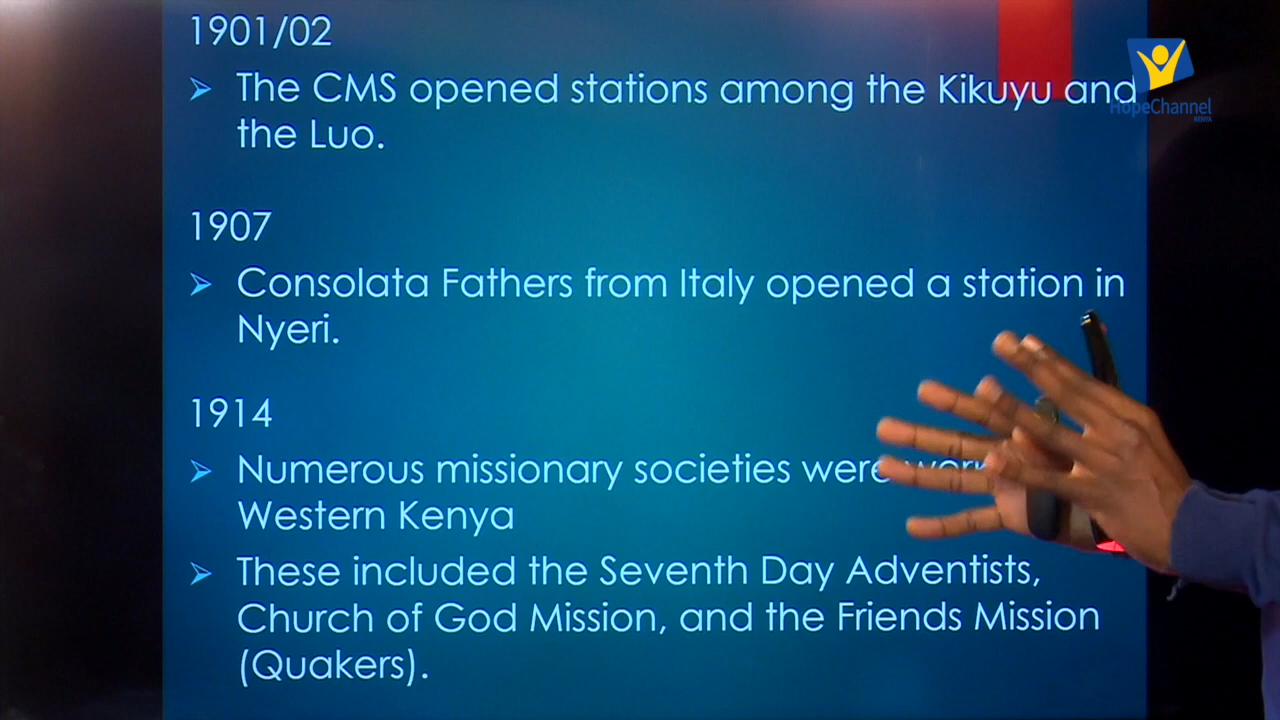 1901/02
➢ The CMS opened stations among the Kikuyu and
the Luo.
HopeChannel
KENYA
1907
➢ Consolata Fathers from Italy opened a station in
Nyeri.
1914
➢ Numerous missionary societies were
Western Kenya
➢ These included the Seventh Day Adventists,
Church of God Mission, and the Friends Mission
(Quakers).